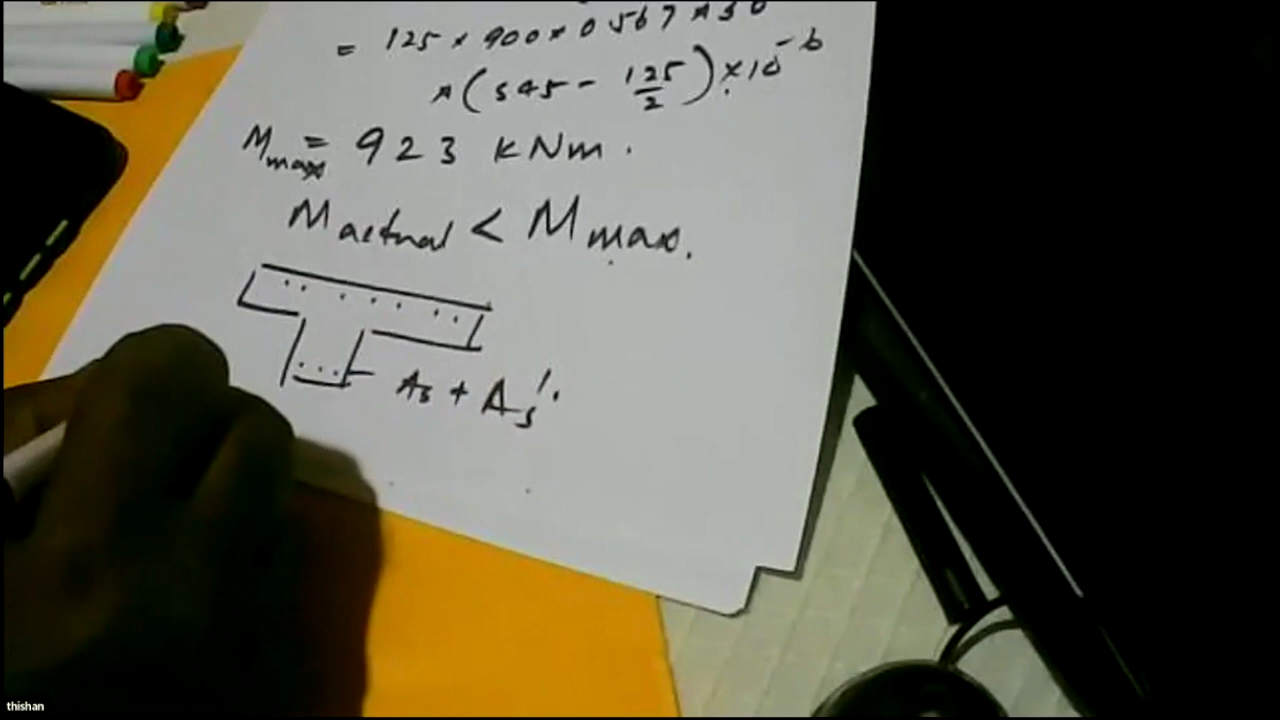 = 125 × 900 × 0 567 × 30
× (545 - 125/2) × 10⁻⁶
Mmax = 923 kNm.
Mactual < Mmax.
As + As'.
thishan